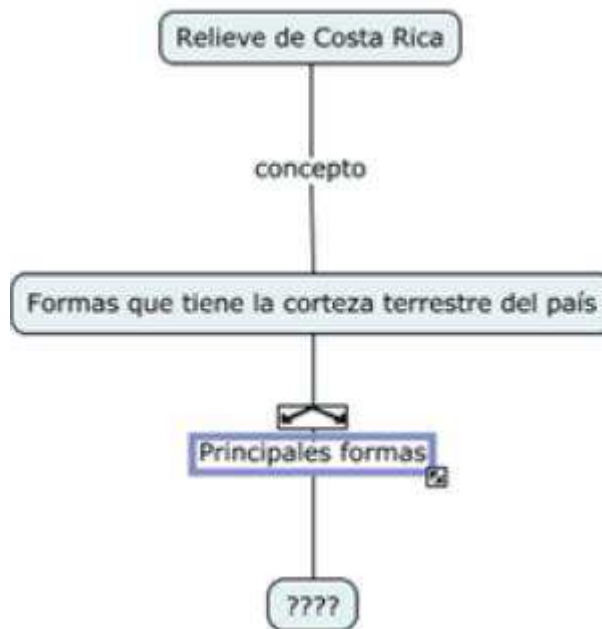 Relieve de Costa Rica
concepto
Formas que tiene la corteza terrestre del país
Principales formas
????